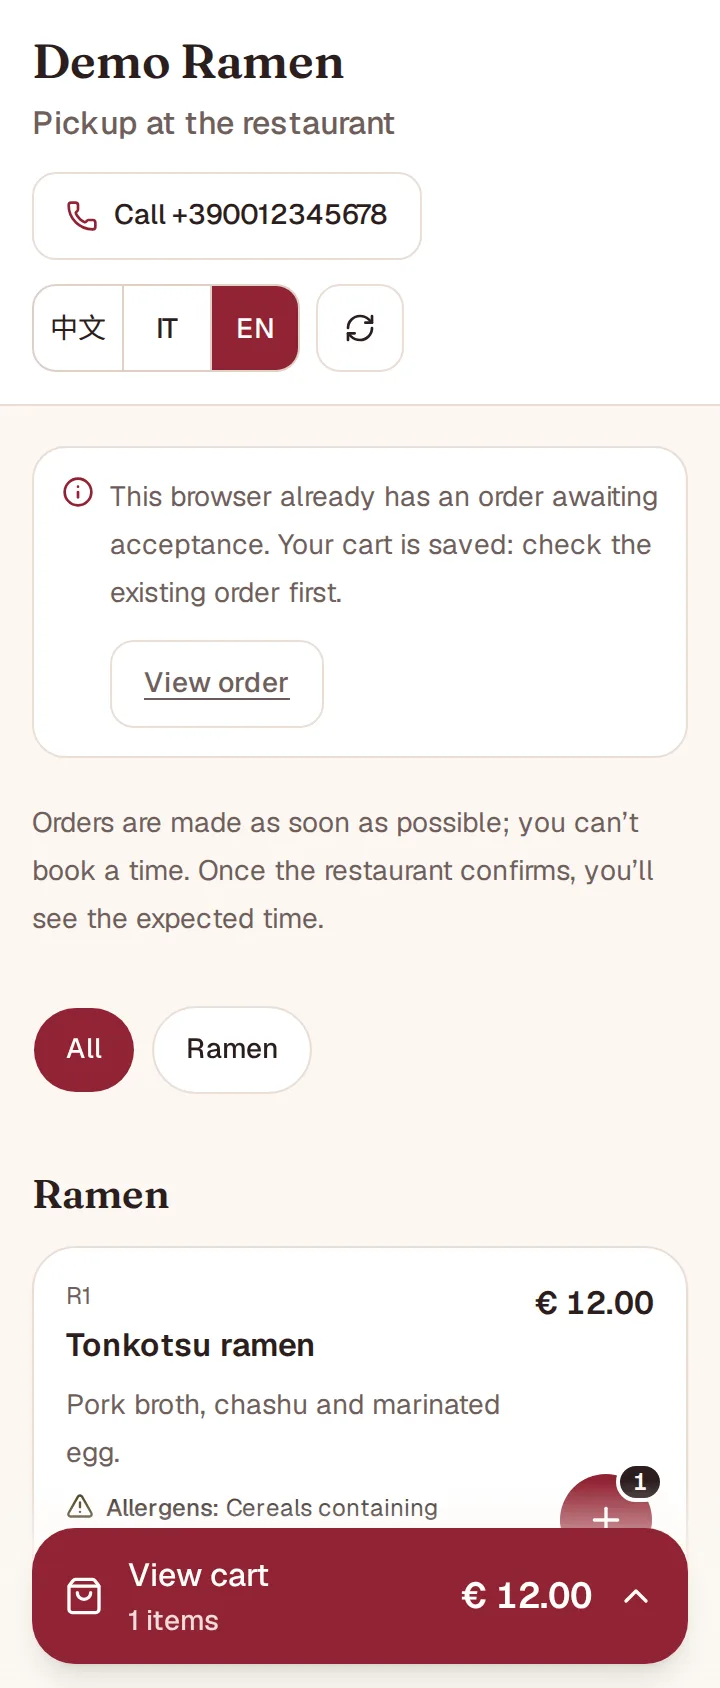 Demo Ramen
Pickup at the restaurant
Call +390012345678
中文 IT EN
This browser already has an order awaiting
acceptance. Your cart is saved: check the
existing order first.
View order
Orders are made as soon as possible; you can’t
book a time. Once the restaurant confirms, you’ll
see the expected time.
All Ramen
Ramen
R1
€ 12.00
Tonkotsu ramen
Pork broth, chashu and marinated
egg.
1
Allergens: Cereals containing
View cart
1 items
€ 12.00